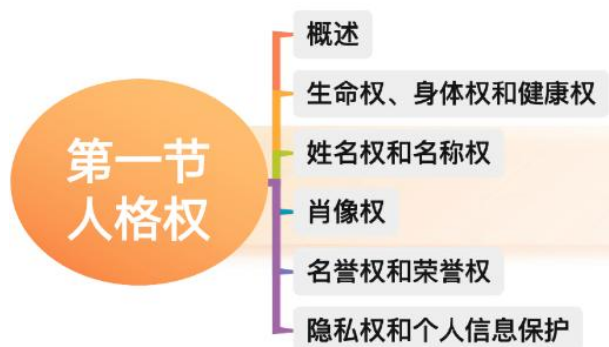 第一节
人格权
概述
生命权、身体权和健康权
姓名权和名称权
肖像权
名誉权和荣誉权
隐私权和个人信息保护